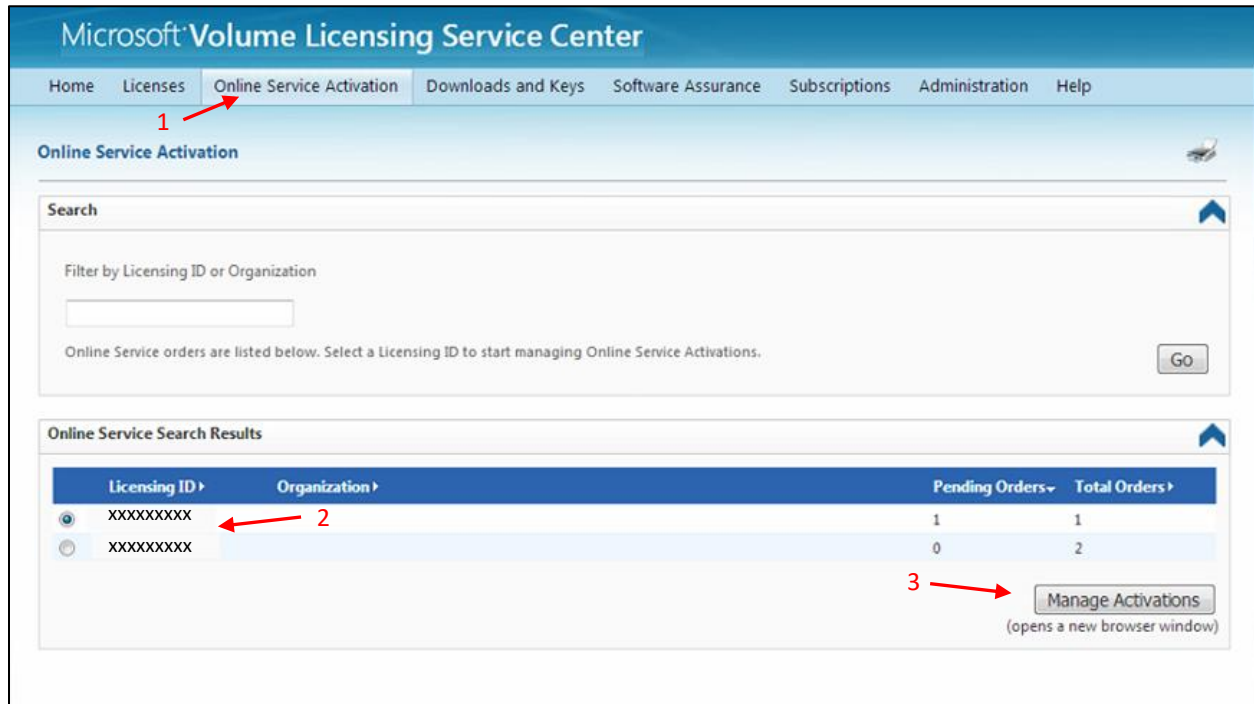 Microsoft Volume Licensing Service Center
Home Licenses Online Service Activation Downloads and Keys Software Assurance Subscriptions Administration Help
1
Online Service Activation
Search
Filter by Licensing ID or Organization
Online Service orders are listed below. Select a Licensing ID to start managing Online Service Activations.
Go
Online Service Search Results
Licensing ID Organization Pending Orders Total Orders
XXXXXXXXX 2 1 1
XXXXXXXXX 0 2
3
Manage Activations
(opens a new browser window)